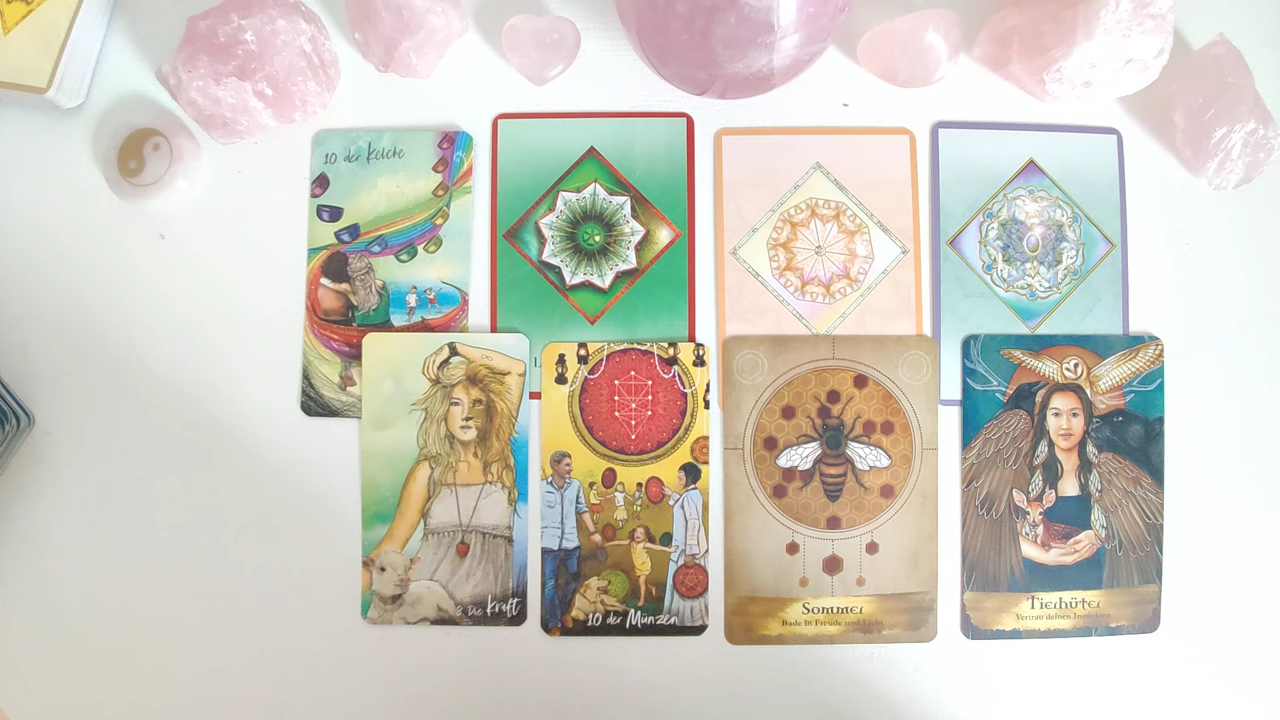 10 der Kelche
8. Die Kraft
10 der Münzen
Sommer
Bade in Freude und Licht
Tierhüter
Vertrau deinen Instinkten